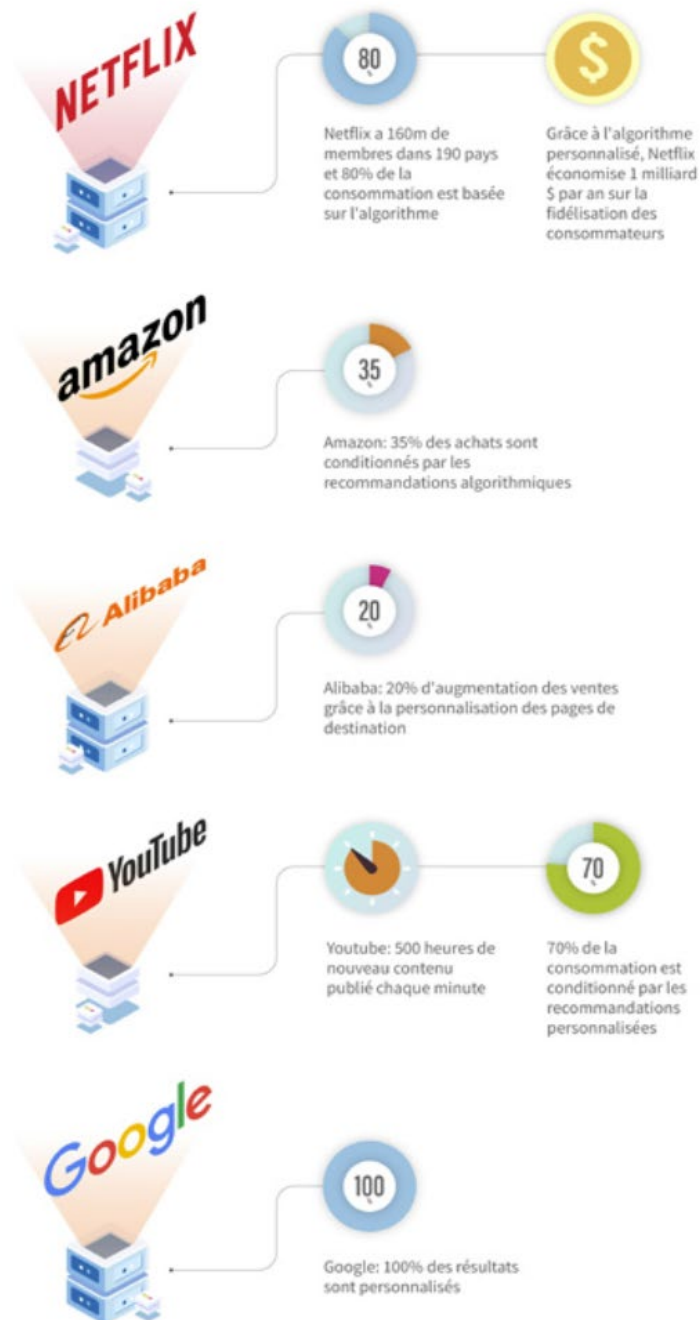 NETFLIX
80
%
Netflix a 160m de
membres dans 190 pays
et 80% de la
consommation est basée
sur l'algorithme
$
Grâce à l'algorithme
personnalisé, Netflix
économise 1 milliard
$ par an sur la
fidélisation des
consommateurs
amazon
35
%
Amazon: 35% des achats sont
conditionnés par les
recommandations algorithmiques
Alibaba
20
%
Alibaba: 20% d'augmentation des ventes
grâce à la personnalisation des pages de
destination
YouTube
Youtube: 500 heures de
nouveau contenu
publié chaque minute
70
%
70% de la
consommation est
conditionné par les
recommandations
personnalisées
Google
100
%
Google: 100% des résultats
sont personnalisés